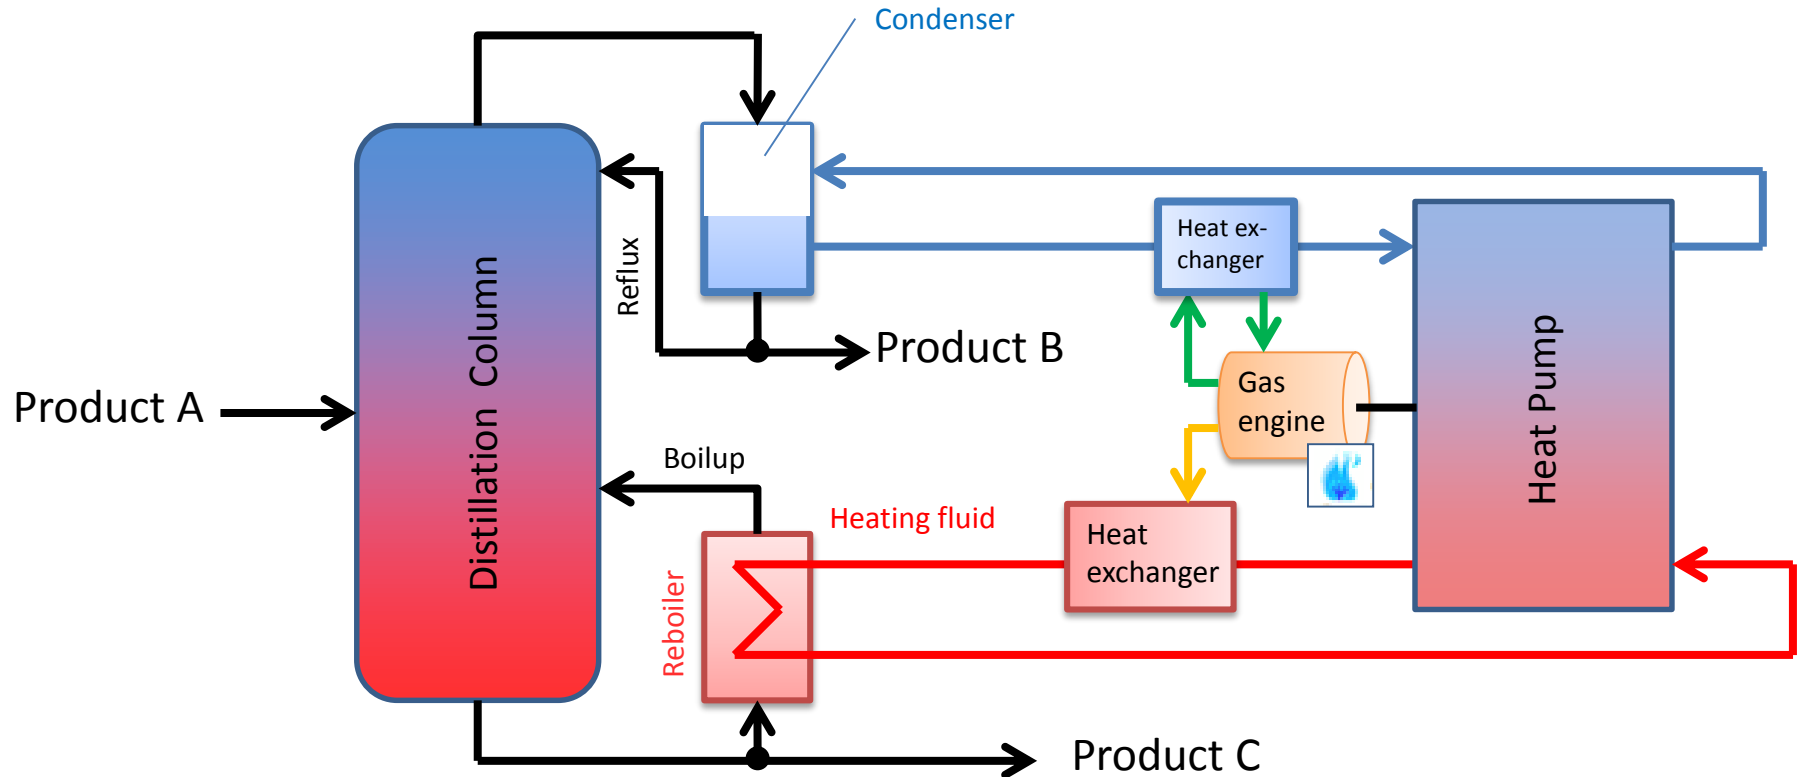 Condenser
Heat ex-
changer
Reflux
Distillation Column
Product B
Gas
engine
Heat Pump
Product A
Boilup
Heating fluid
Heat
exchanger
Reboiler
Product C